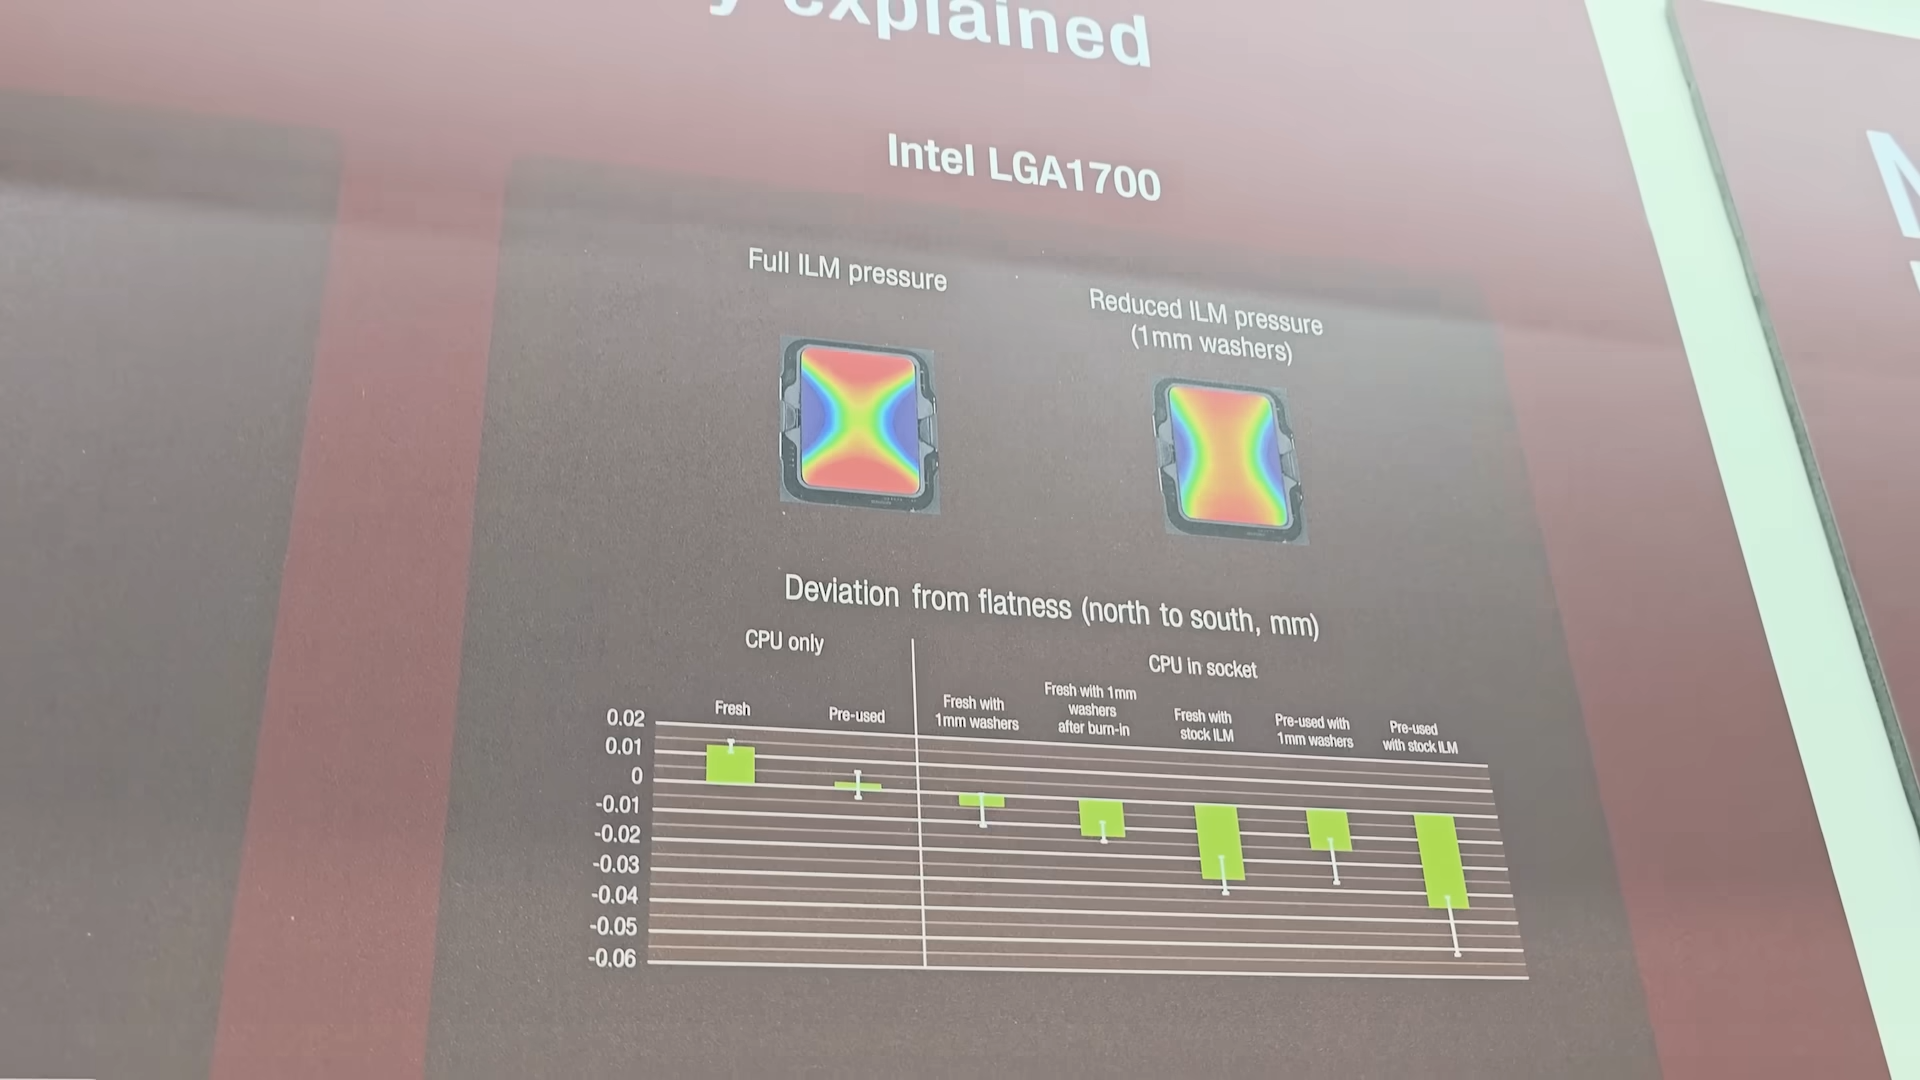 explained
Intel LGA1700
Full ILM pressure
Reduced ILM pressure
(1mm washers)
Deviation from flatness (north to south, mm)
CPU only
CPU in socket
Fresh
Pre-used
Fresh with
1mm washers
Fresh with 1mm
washers
after burn-in
Fresh with
stock ILM
Pre-used with
1mm washers
Pre-used
with stock ILM
0.02
0.01
0
-0.01
-0.02
-0.03
-0.04
-0.05
-0.06